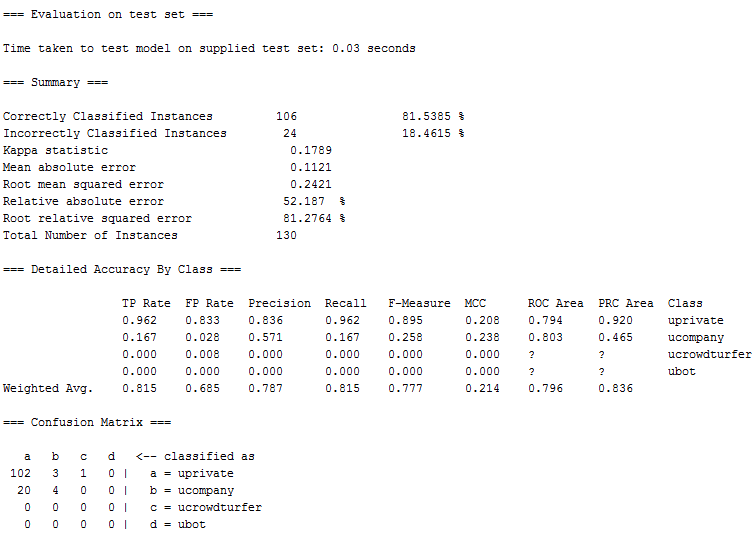 === Evaluation on test set ===
Time taken to test model on supplied test set: 0.03 seconds
=== Summary ===
Correctly Classified Instances 106 81.5385 %
Incorrectly Classified Instances 24 18.4615 %
Kappa statistic 0.1789
Mean absolute error 0.1121
Root mean squared error 0.2421
Relative absolute error 52.187 %
Root relative squared error 81.2764 %
Total Number of Instances 130
=== Detailed Accuracy By Class ===
TP Rate FP Rate Precision Recall F-Measure MCC ROC Area PRC Area Class
0.962 0.833 0.836 0.962 0.895 0.208 0.794 0.920 uprivate
0.167 0.028 0.571 0.167 0.258 0.238 0.803 0.465 ucompany
0.000 0.008 0.000 0.000 0.000 0.000 ? ? ucrowdturfer
0.000 0.000 0.000 0.000 0.000 0.000 ? ? ubot
Weighted Avg. 0.815 0.685 0.787 0.815 0.777 0.214 0.796 0.836
=== Confusion Matrix ===
a b c d <-- classified as
102 3 1 0 | a = uprivate
20 4 0 0 | b = ucompany
0 0 0 0 | c = ucrowdturfer
0 0 0 0 | d = ubot